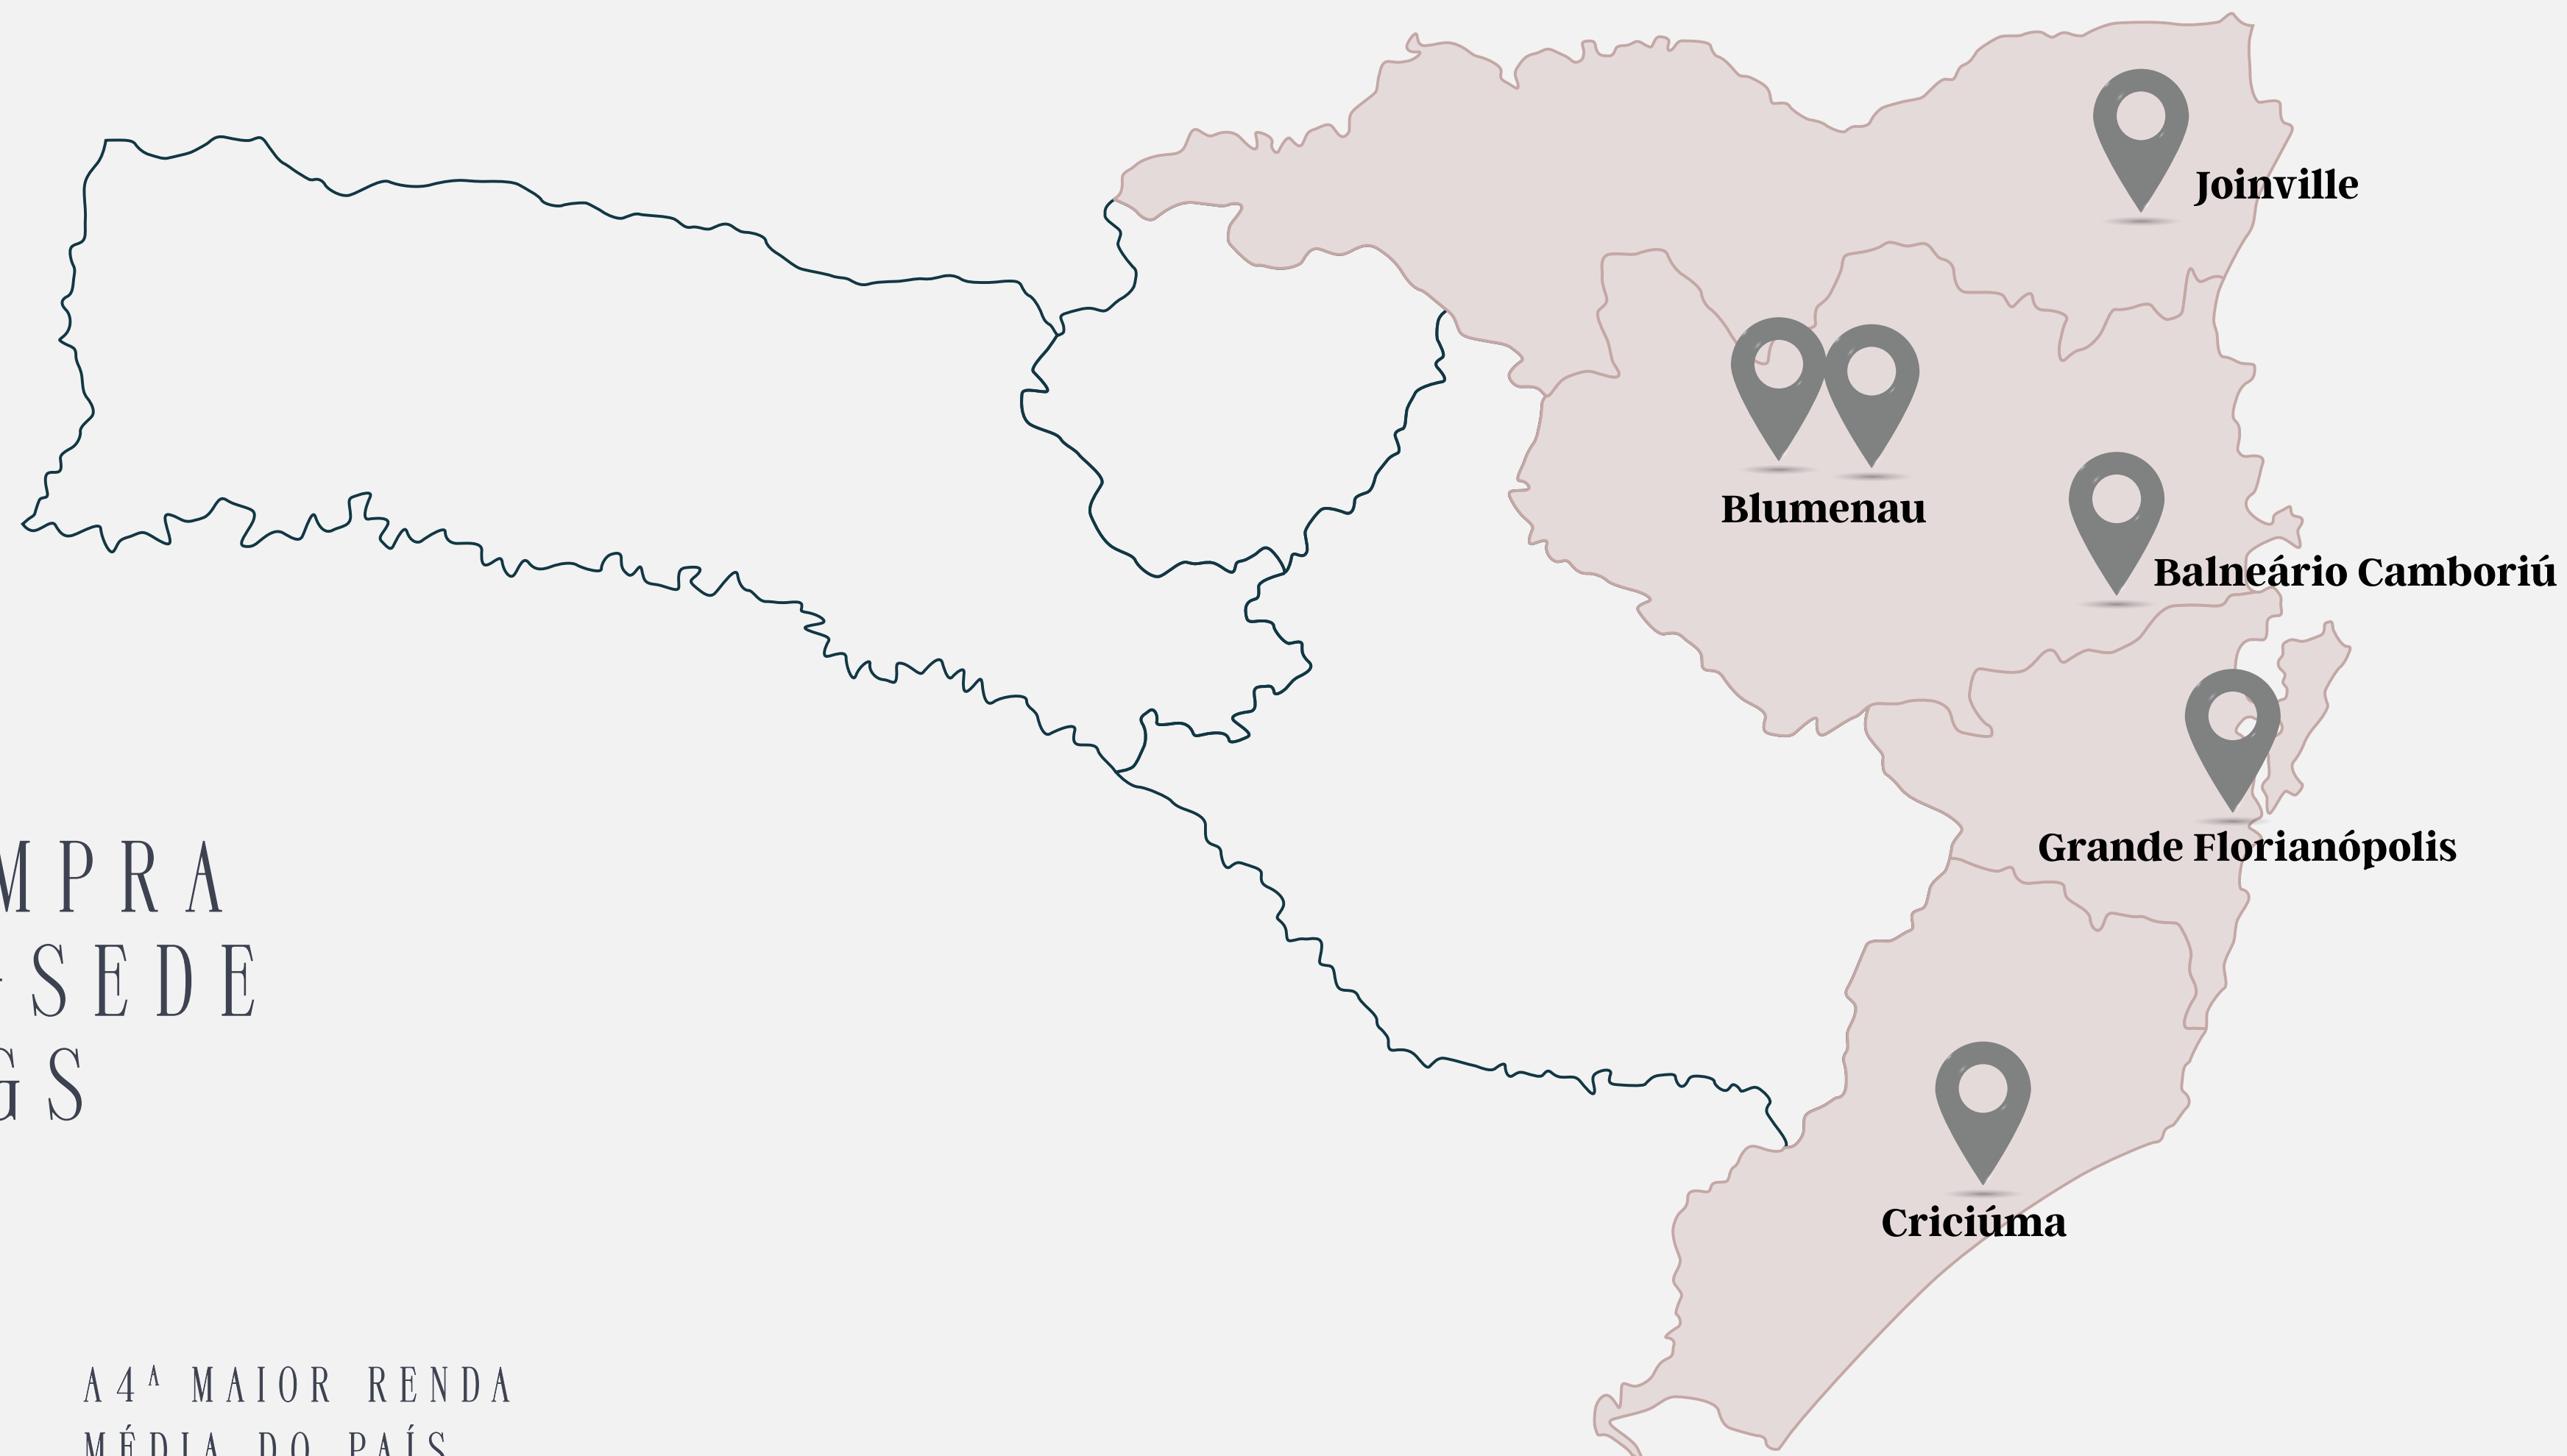 Joinville
Blumenau
Balneário Camboriú
Grande Florianópolis
MPRA
-SEDE
GS
Criciúma
A 4ª MAIOR RENDA
MÉDIA DO PAÍS